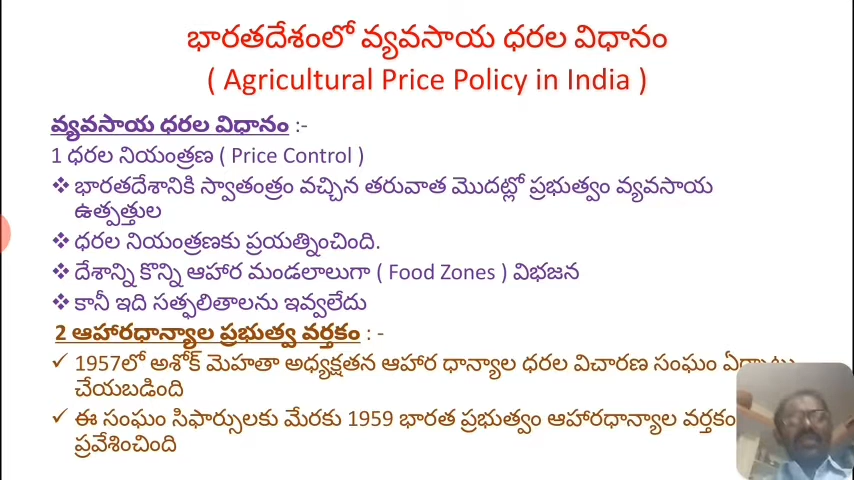 భారతదేశంలో వ్యవసాయ ధరల విధానం
( Agricultural Price Policy in India )
వ్యవసాయ ధరల విధానం :-
1 ధరల నియంత్రణ ( Price Control )
❖ భారతదేశానికి స్వాతంత్రం వచ్చిన తరువాత మొదట్లో ప్రభుత్వం వ్యవసాయ
ఉత్పత్తుల
❖ ధరల నియంత్రణకు ప్రయత్నించింది.
❖ దేశాన్ని కొన్ని ఆహార మండలాలుగా ( Food Zones ) విభజన
❖ కానీ ఇది సత్ఫలితాలను ఇవ్వలేదు
2 ఆహారధాన్యాల ప్రభుత్వ వర్తకం : -
✓ 1957లో అశోక్ మెహతా అధ్యక్షతన ఆహార ధాన్యాల ధరల విచారణ సంఘం
చేయబడింది
✓ ఈ సంఘం సిఫార్సులకు మేరకు 1959 భారత ప్రభుత్వం ఆహారధాన్యాల వర్తకం
ప్రవేశించింది